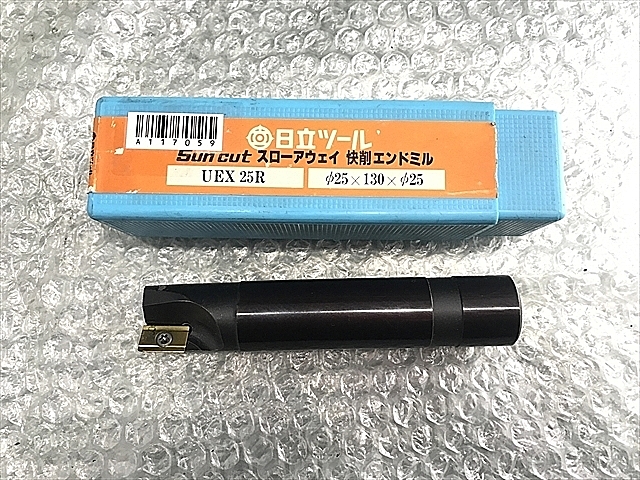 A117059
日立ツール
Sun cut スローアウェイ 快削エンドミル
UEX 25R
φ25×130×φ25